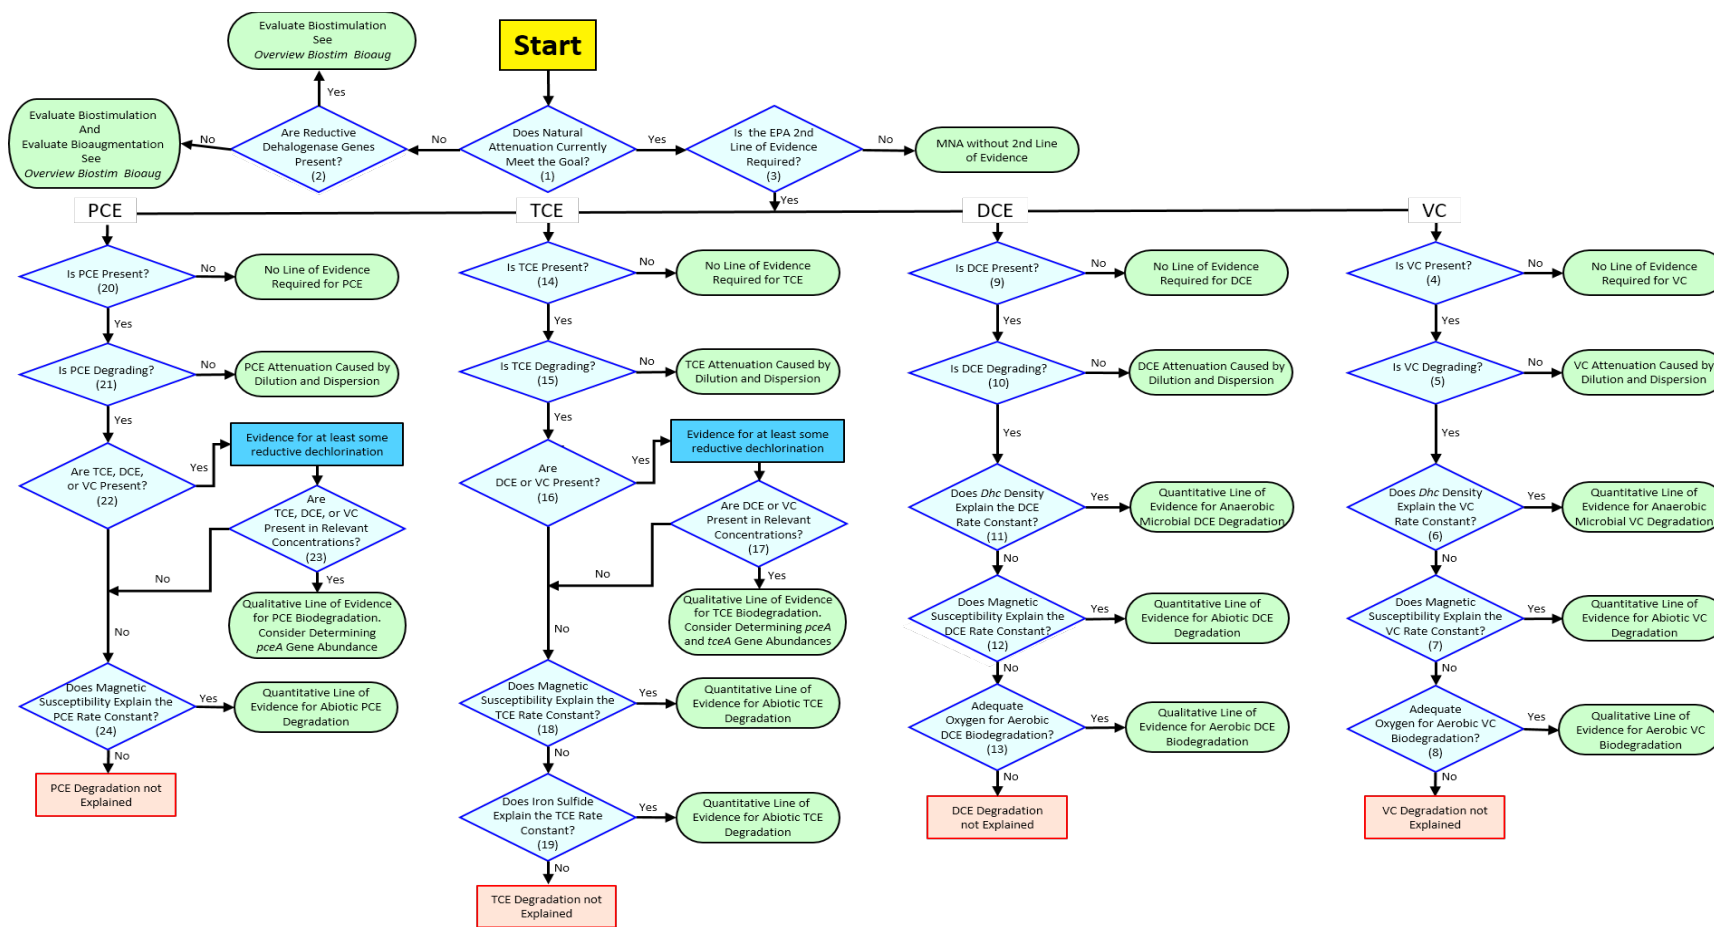 Evaluate Biostimulation
See
Overview Biostim Bioaug
Start
Yes
Evaluate Biostimulation
And
Evaluate Bioaugmentation
See
Overview Biostim Bioaug
No
Are Reductive
Dehalogenase Genes
Present?
(2)
No
Does Natural
Attenuation Currently
Meet the Goal?
(1)
Yes
Is the EPA 2nd
Line of Evidence
Required?
(3)
No
MNA without 2nd Line
of Evidence
Yes
PCE
TCE
DCE
VC
Is PCE Present?
(20)
No
No Line of Evidence
Required for PCE
Yes
Is PCE Degrading?
(21)
No
PCE Attenuation Caused by
Dilution and Dispersion
Yes
Are TCE, DCE,
or VC Present?
(22)
Yes
Evidence for at least some
reductive dechlorination
Are
TCE, DCE, or VC
Present in Relevant
Concentrations?
(23)
No
Yes
Qualitative Line of Evidence
for PCE Biodegradation.
Consider Determining
pceA Gene Abundance
No
Does Magnetic
Susceptibility Explain the
PCE Rate Constant?
(24)
Yes
Quantitative Line of
Evidence for Abiotic PCE
Degradation
No
PCE Degradation not
Explained
Is TCE Present?
(14)
No
No Line of Evidence
Required for TCE
Yes
Is TCE Degrading?
(15)
No
TCE Attenuation Caused by
Dilution and Dispersion
Yes
Are
DCE or VC Present?
(16)
Yes
Evidence for at least some
reductive dechlorination
Are DCE or VC
Present in Relevant
Concentrations?
(17)
No
Yes
Qualitative Line of Evidence
for TCE Biodegradation.
Consider Determining pceA
and tceA Gene Abundances
No
Does Magnetic
Susceptibility Explain the
TCE Rate Constant?
(18)
Yes
Quantitative Line of
Evidence for Abiotic TCE
Degradation
No
Does Iron Sulfide
Explain the TCE Rate
Constant?
(19)
Yes
Quantitative Line of
Evidence for Abiotic TCE
Degradation
No
TCE Degradation not
Explained
Is DCE Present?
(9)
No
No Line of Evidence
Required for DCE
Yes
Is DCE Degrading?
(10)
No
DCE Attenuation Caused by
Dilution and Dispersion
Yes
Does Dhc Density
Explain the DCE
Rate Constant?
(11)
Yes
Quantitative Line of
Evidence for Anaerobic
Microbial DCE Degradation
No
Does Magnetic
Susceptibility Explain the
DCE Rate Constant?
(12)
Yes
Quantitative Line of
Evidence for Abiotic DCE
Degradation
No
Adequate
Oxygen for Aerobic
DCE Biodegradation?
(13)
Yes
Qualitative Line of
Evidence for Aerobic DCE
Biodegradation
No
DCE Degradation
not Explained
Is VC Present?
(4)
No
No Line of Evidence
Required for VC
Yes
Is VC Degrading?
(5)
No
VC Attenuation Caused by
Dilution and Dispersion
Yes
Does Dhc Density
Explain the VC
Rate Constant?
(6)
Yes
Quantitative Line of
Evidence for Anaerobic
Microbial VC Degradation
No
Does Magnetic
Susceptibility Explain the
VC Rate Constant?
(7)
Yes
Quantitative Line of
Evidence for Abiotic VC
Degradation
No
Adequate
Oxygen for Aerobic VC
Biodegradation?
(8)
Yes
Qualitative Line of
Evidence for Aerobic VC
Biodegradation
No
VC Degradation not
Explained